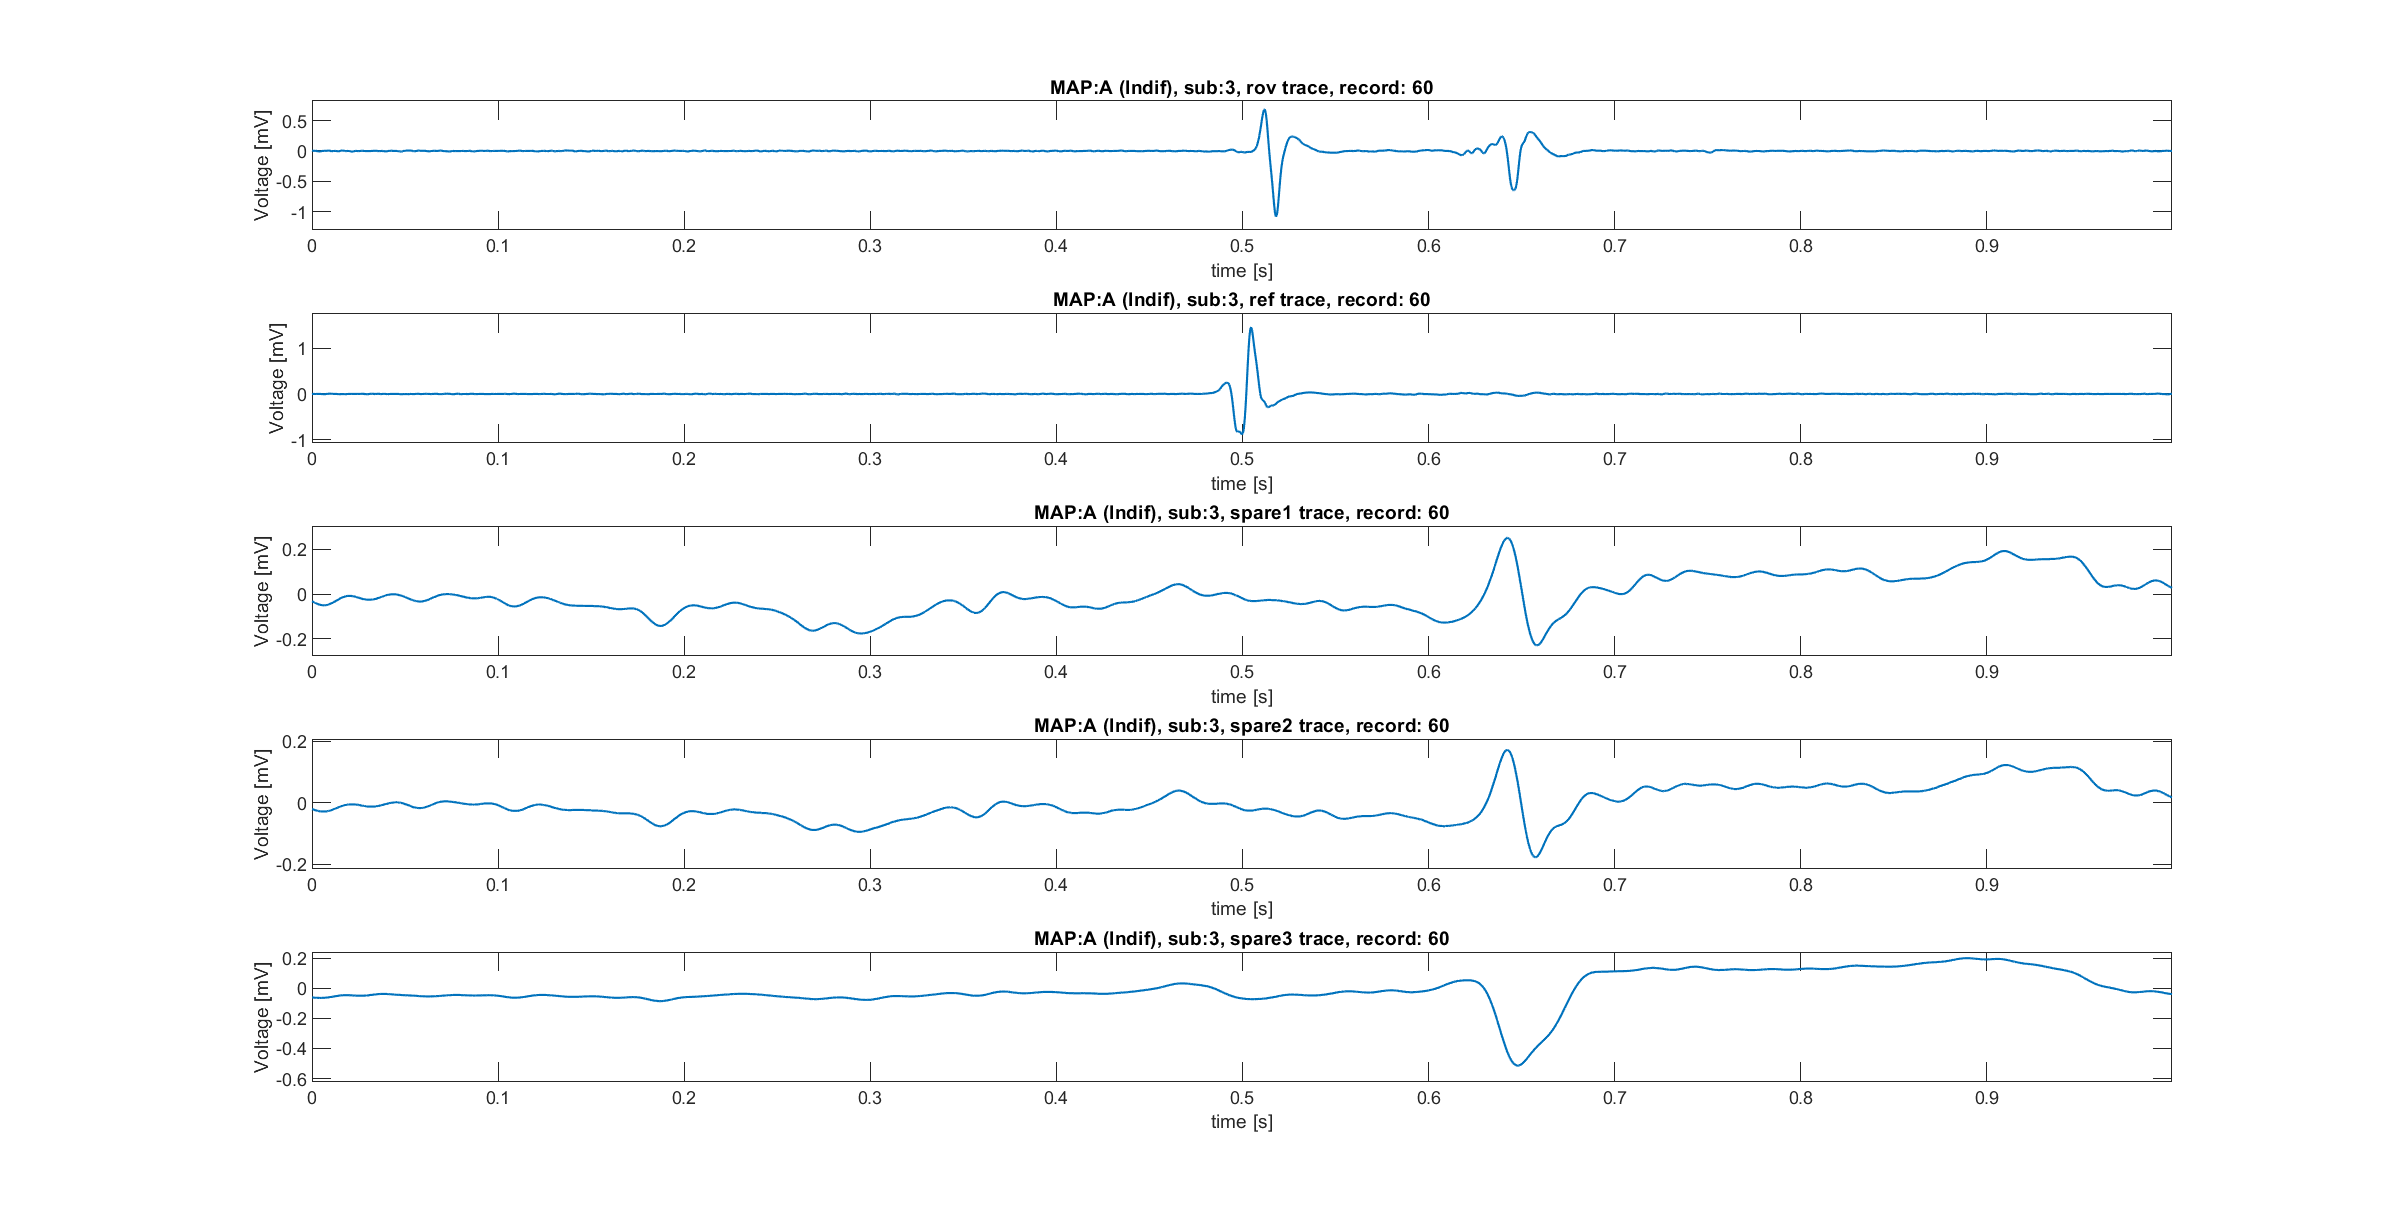 MAP:A (Indif), sub:3, rov trace, record: 60
Voltage [mV]
0.5
0
-0.5
-1
0 0.1 0.2 0.3 0.4 0.5 0.6 0.7 0.8 0.9
time [s]
MAP:A (Indif), sub:3, ref trace, record: 60
Voltage [mV]
1
0
-1
0 0.1 0.2 0.3 0.4 0.5 0.6 0.7 0.8 0.9
time [s]
MAP:A (Indif), sub:3, spare1 trace, record: 60
Voltage [mV]
0.2
0
-0.2
0 0.1 0.2 0.3 0.4 0.5 0.6 0.7 0.8 0.9
time [s]
MAP:A (Indif), sub:3, spare2 trace, record: 60
Voltage [mV]
0.2
0
-0.2
0 0.1 0.2 0.3 0.4 0.5 0.6 0.7 0.8 0.9
time [s]
MAP:A (Indif), sub:3, spare3 trace, record: 60
Voltage [mV]
0.2
0
-0.2
-0.4
-0.6
0 0.1 0.2 0.3 0.4 0.5 0.6 0.7 0.8 0.9
time [s]